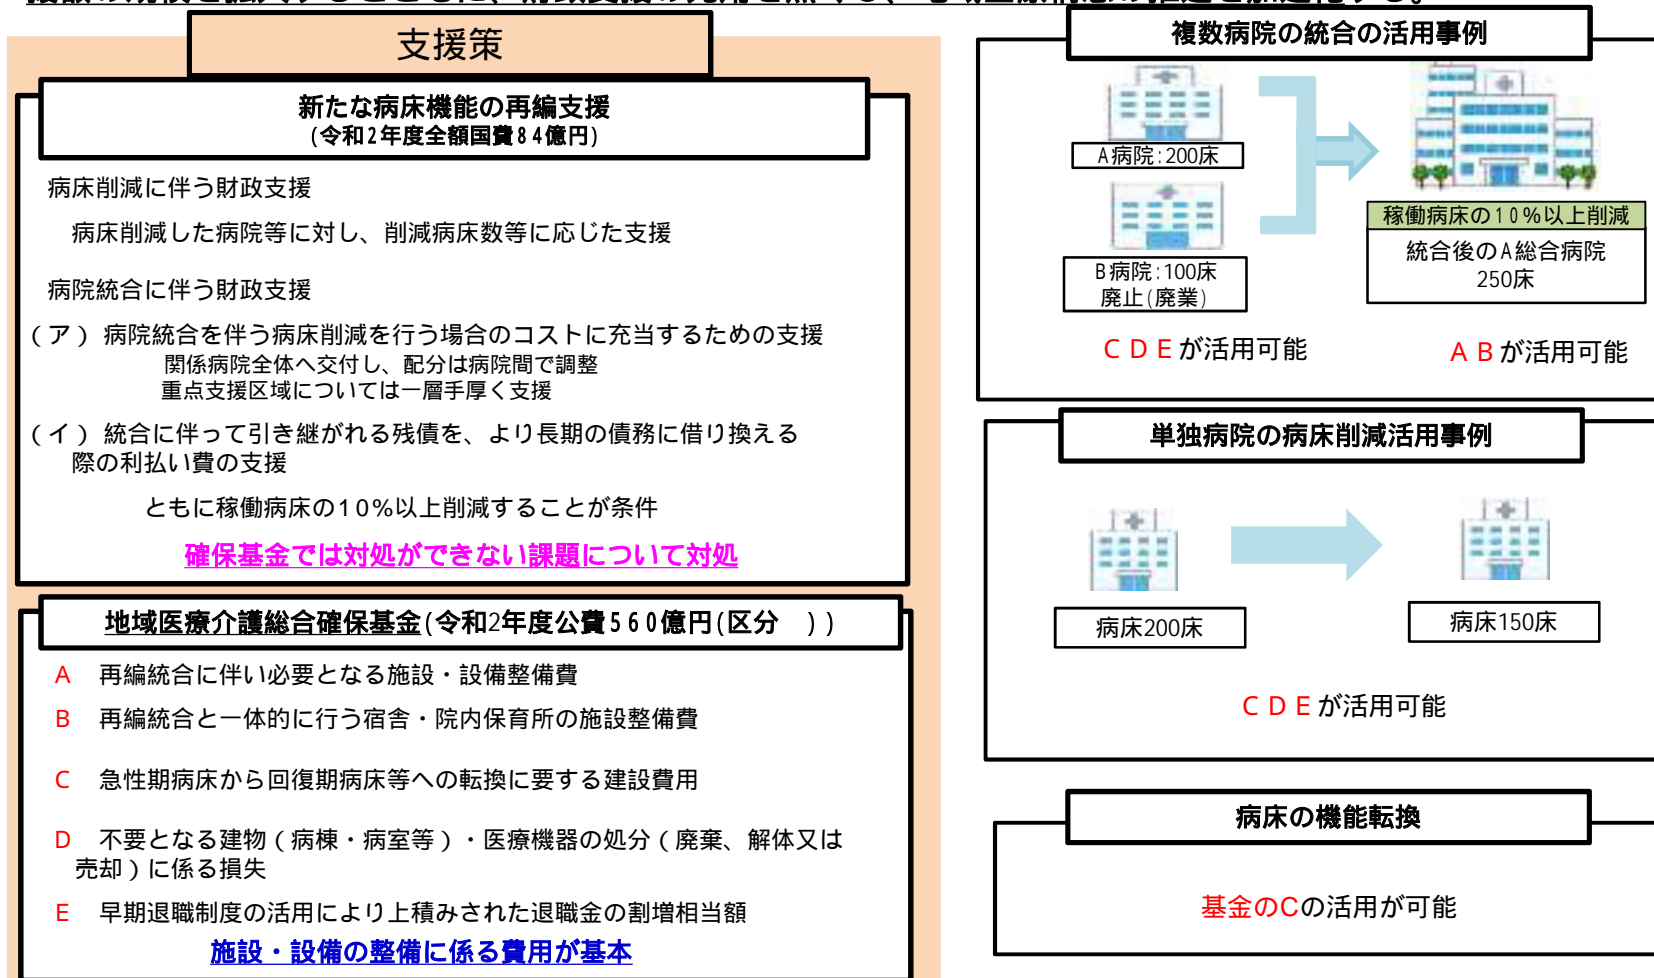 支援策
新たな病床機能の再編支援
(令和2年度全額国費84億円)
病床削減に伴う財政支援
病床削減した病院等に対し、削減病床数等に応じた支援
病院統合に伴う財政支援
(ア) 病院統合を伴う病床削減を行う場合のコストに充当するための支援
関係病院全体へ交付し、配分は病院間で調整
重点支援区域については一層手厚く支援
(イ) 統合に伴って引き継がれる残債を、より長期の債務に借り換える
際の利払い費の支援
ともに稼働病床の10%以上削減することが条件
確保基金では対処ができない課題について対処
地域医療介護総合確保基金(令和2年度公費560億円(区分　))
A　再編統合に伴い必要となる施設・設備整備費
B　再編統合と一体的に行う宿舎・院内保育所の施設整備費
C　急性期病床から回復期病床等への転換に要する建設費用
D　不要となる建物(病棟・病室等)・医療機器の処分(廃棄、解体又は
売却)に係る損失
E　早期退職制度の活用により上積みされた退職金の割増相当額
施設・設備の整備に係る費用が基本
複数病院の統合の活用事例
A病院:200床
B病院:100床
廃止(廃業)
稼働病床の10%以上削減
統合後のA総合病院
250床
CDEが活用可能
ABが活用可能
単独病院の病床削減活用事例
病床200床
病床150床
CDEが活用可能
病床の機能転換
基金のCの活用が可能